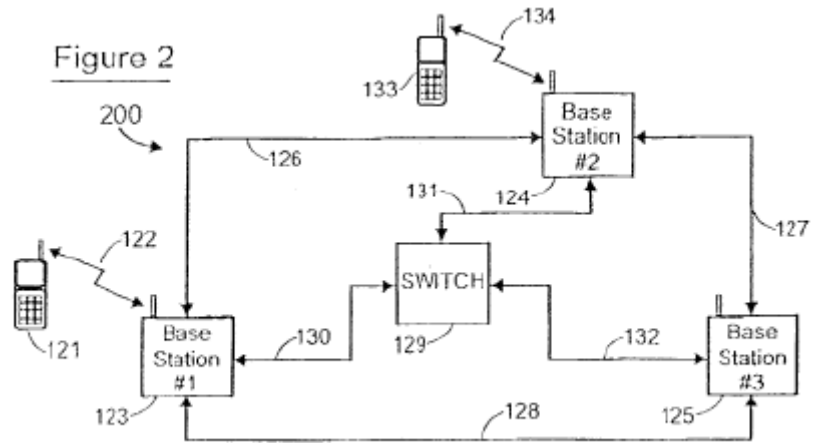 Figure 2
200
134
133
Base
Station
#2
124
126
131
127
122
121
SWITCH
129
130
132
Base
Station
#1
123
Base
Station
#3
125
128